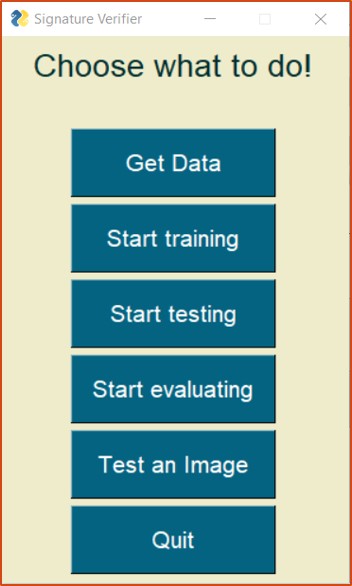 Signature Verifier
Choose what to do!
Get Data
Start training
Start testing
Start evaluating
Test an Image
Quit